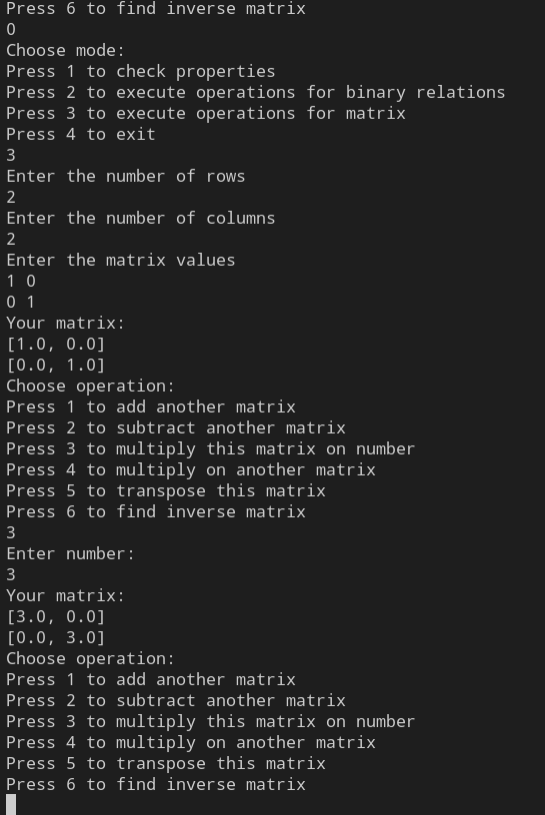 Press 6 to find inverse matrix
0
Choose mode:
Press 1 to check properties
Press 2 to execute operations for binary relations
Press 3 to execute operations for matrix
Press 4 to exit
3
Enter the number of rows
2
Enter the number of columns
2
Enter the matrix values
1 0
0 1
Your matrix:
[1.0, 0.0]
[0.0, 1.0]
Choose operation:
Press 1 to add another matrix
Press 2 to subtract another matrix
Press 3 to multiply this matrix on number
Press 4 to multiply on another matrix
Press 5 to transpose this matrix
Press 6 to find inverse matrix
3
Enter number:
3
Your matrix:
[3.0, 0.0]
[0.0, 3.0]
Choose operation:
Press 1 to add another matrix
Press 2 to subtract another matrix
Press 3 to multiply this matrix on number
Press 4 to multiply on another matrix
Press 5 to transpose this matrix
Press 6 to find inverse matrix